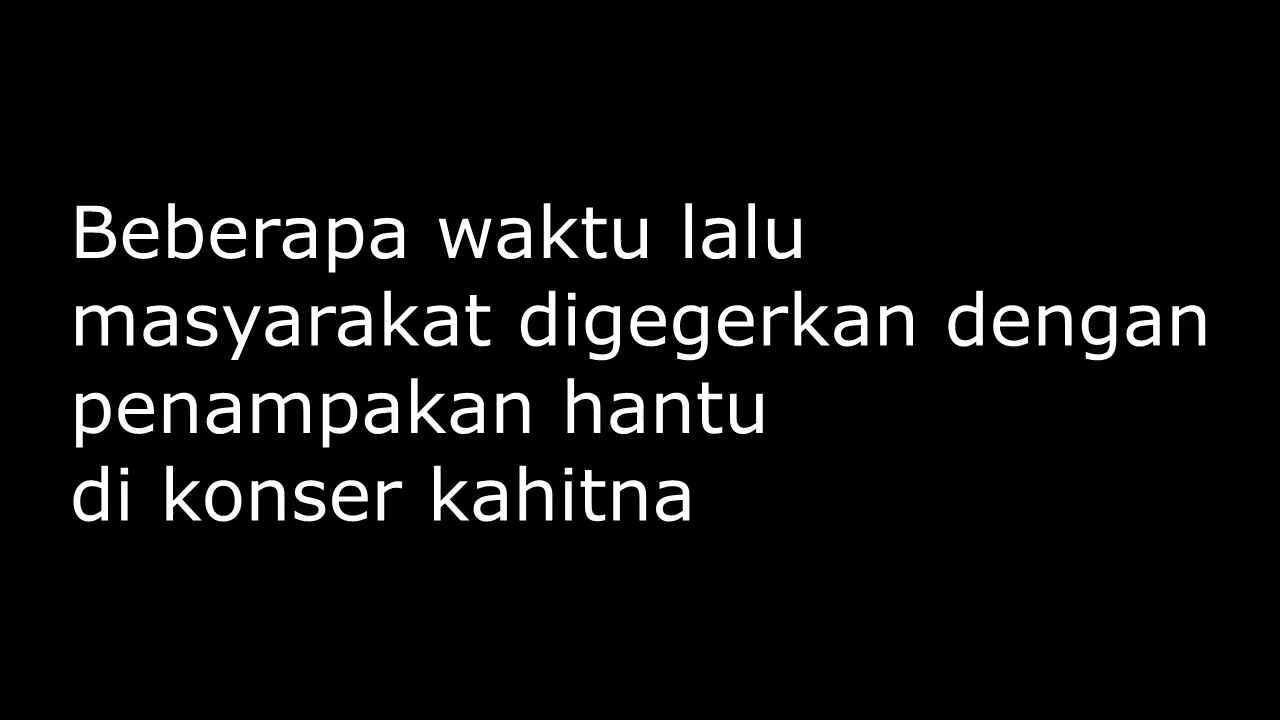 Beberapa waktu lalu
masyarakat digegerkan dengan
penampakan hantu
di konser kahitna